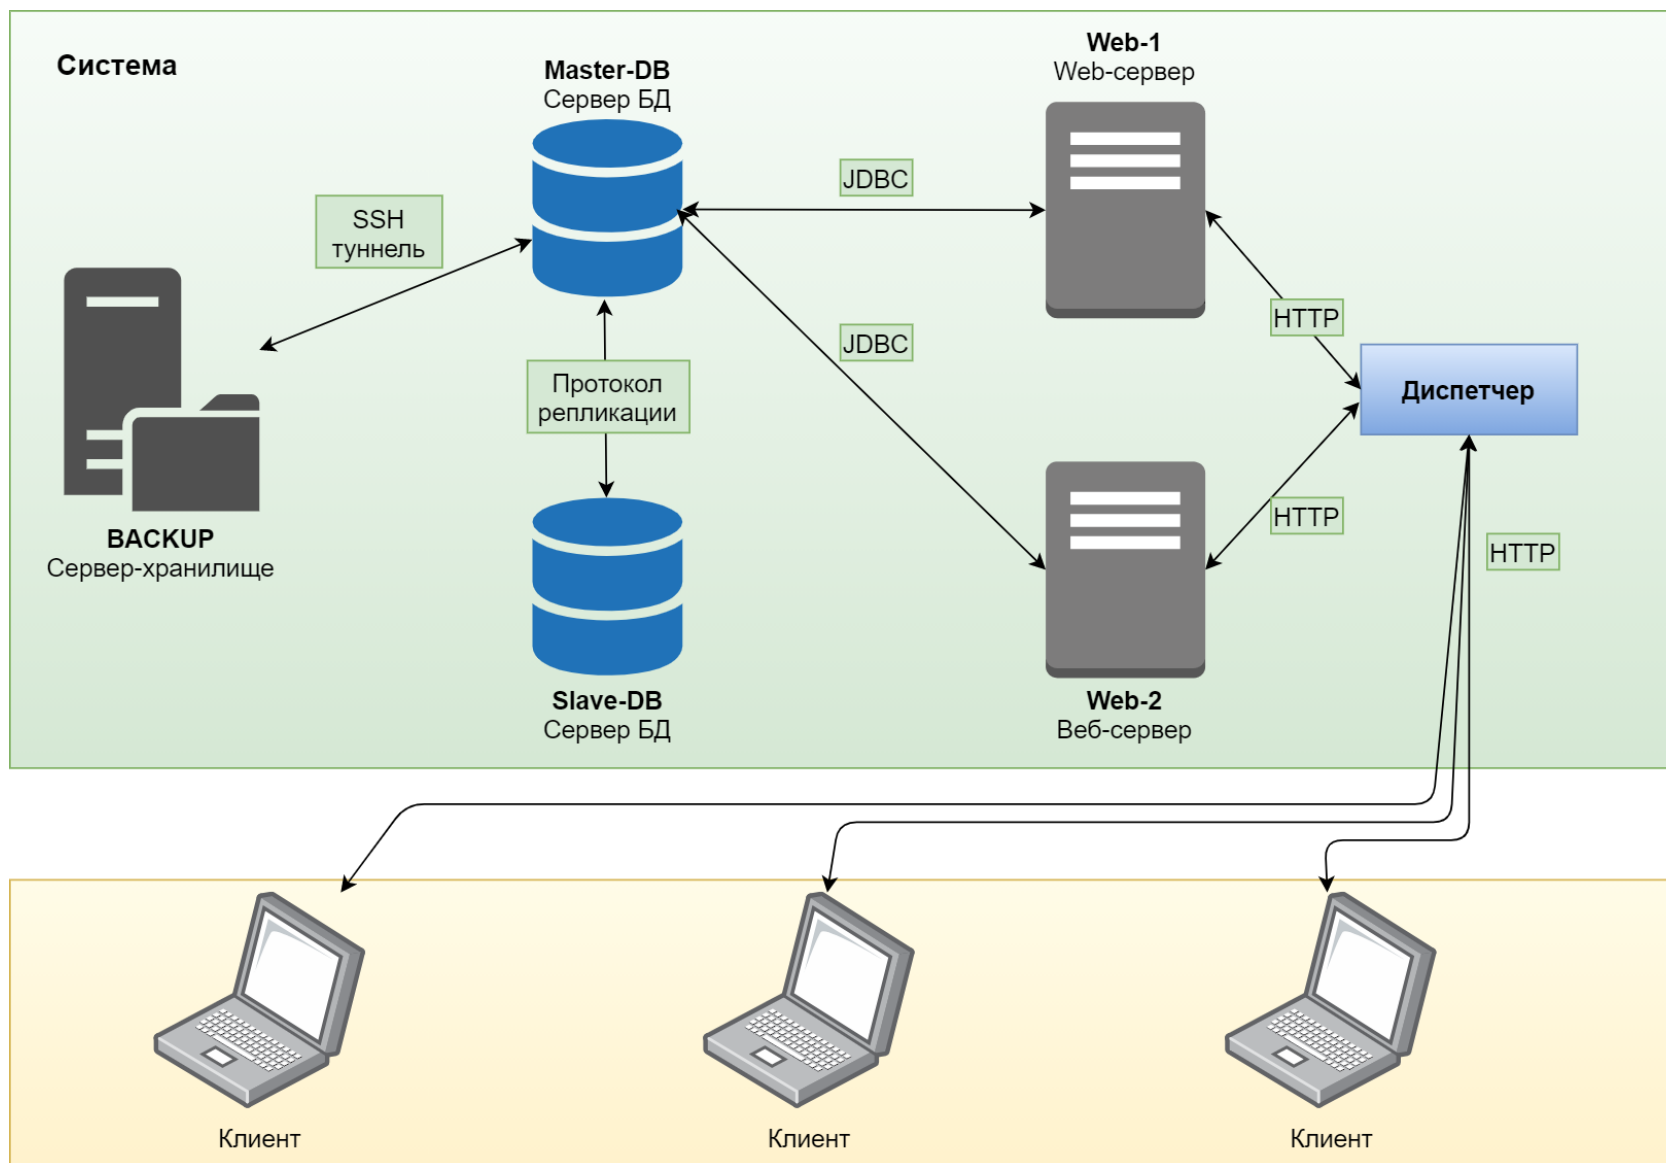 Система
Master-DB
Сервер БД
Web-1
Web-сервер
JDBC
SSH
туннель
HTTP
JDBC
Протокол
репликации
Диспетчер
BACKUP
Сервер-хранилище
HTTP
HTTP
Slave-DB
Сервер БД
Web-2
Веб-сервер
Клиент
Клиент
Клиент